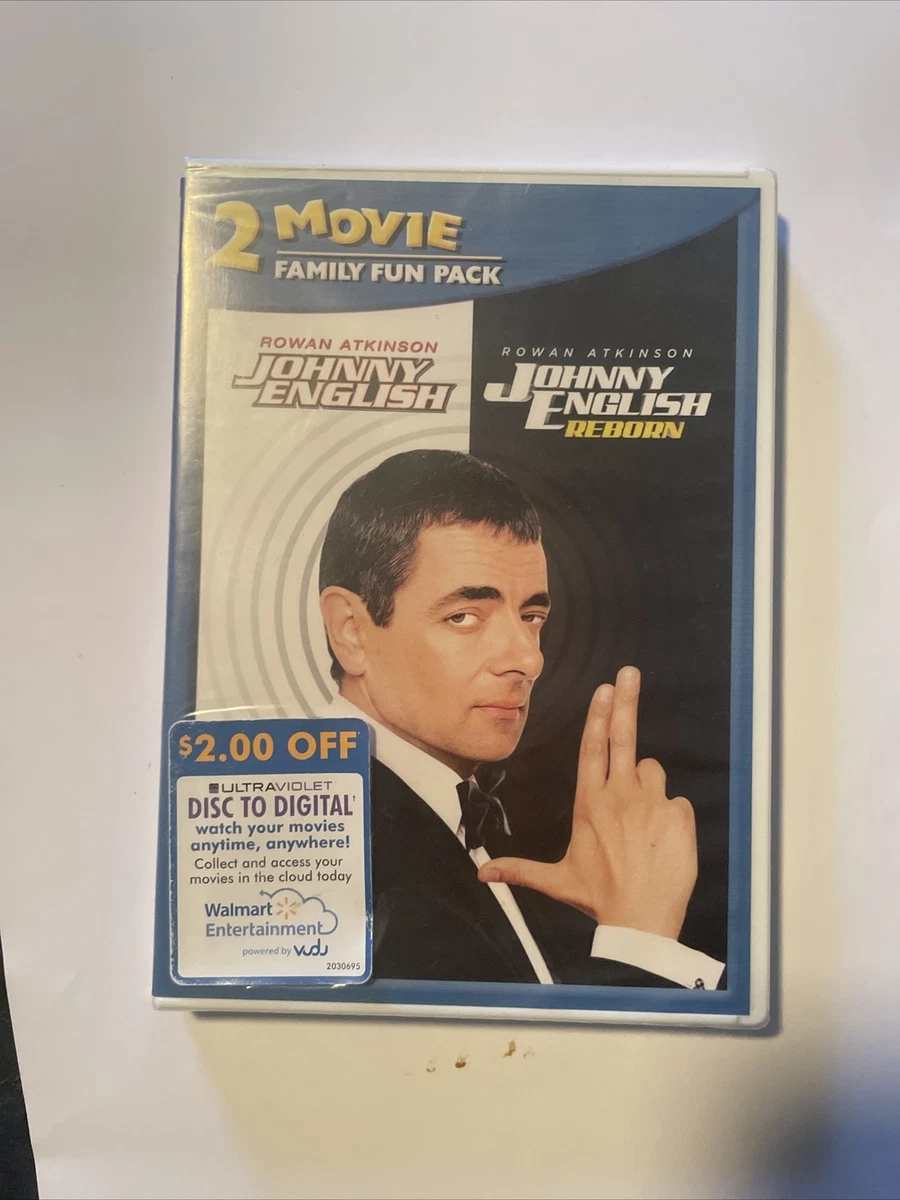 2 MOVIE
FAMILY FUN PACK
ROWAN ATKINSON
JOHNNY
ENGLISH
ROWAN ATKINSON
JOHNNY
ENGLISH
REBORN
$2.00 OFF*
ULTRAVIOLET
DISC TO DIGITAL†
watch your movies
anytime, anywhere!
Collect and access your
movies in the cloud today
Walmart
Entertainment
powered by VUDU
2030695